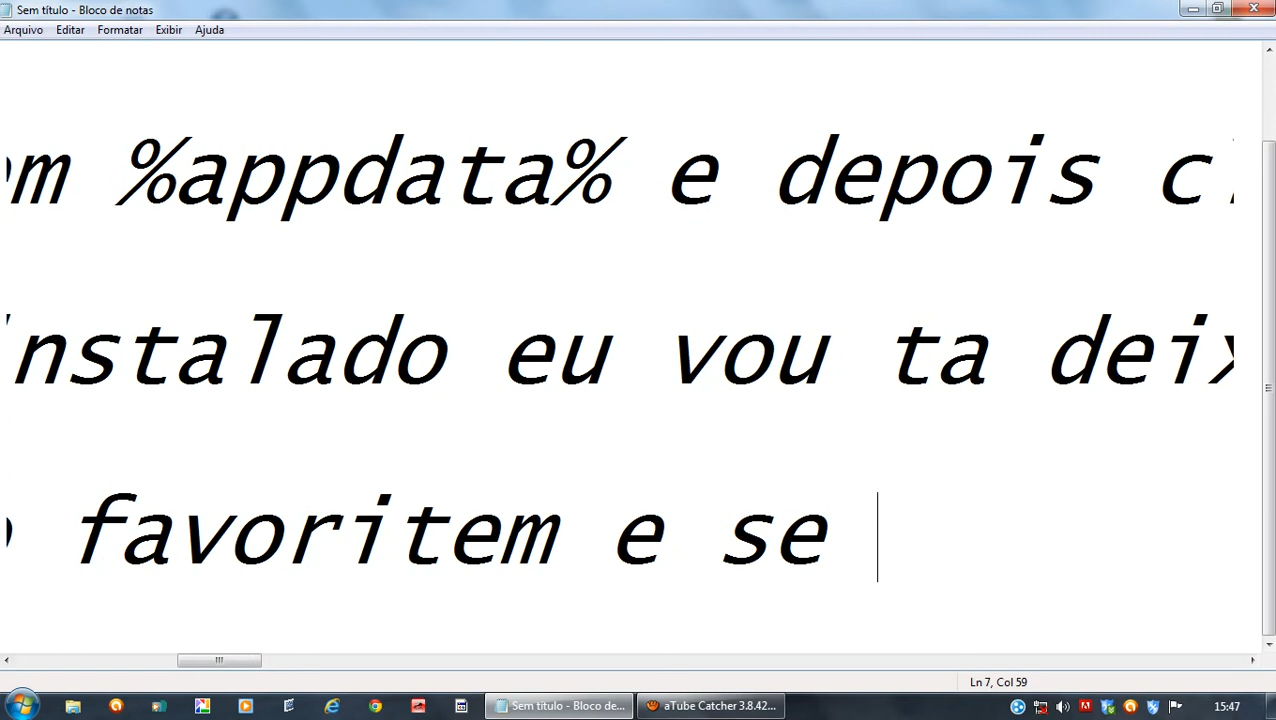 Sem título - Bloco de notas
Arquivo Editar Formatar Exibir Ajuda
%appdata% e depois
instalado eu vou ta
favoritem e se
Ln 7, Col 59
Sem título - Bloco de... aTube Catcher 3.8.42... 15:47